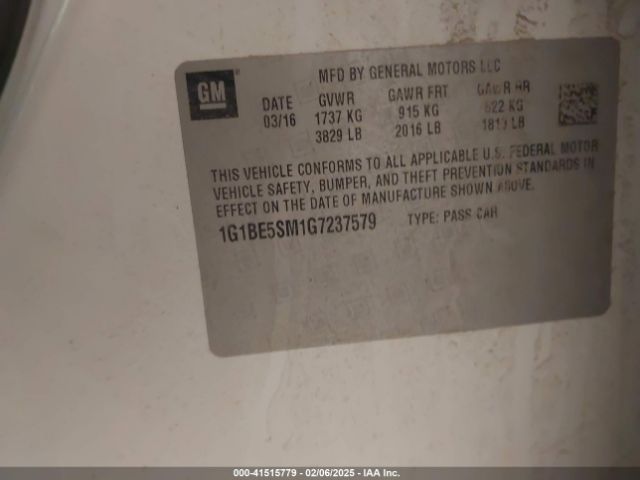 GM ®
MFD BY GENERAL MOTORS LLC
DATE GVWR GAWR FRT GAWR RR
03/16 1737 KG 915 KG 822 KG
3829 LB 2016 LB 1813 LB
THIS VEHICLE CONFORMS TO ALL APPLICABLE U.S. FEDERAL MOTOR
VEHICLE SAFETY, BUMPER, AND THEFT PREVENTION STANDARDS IN
EFFECT ON THE DATE OF MANUFACTURE SHOWN ABOVE.
1G1BE5SM1G7237579 TYPE: PASS CAR
000-41515779 - 02/06/2025 - IAA Inc.